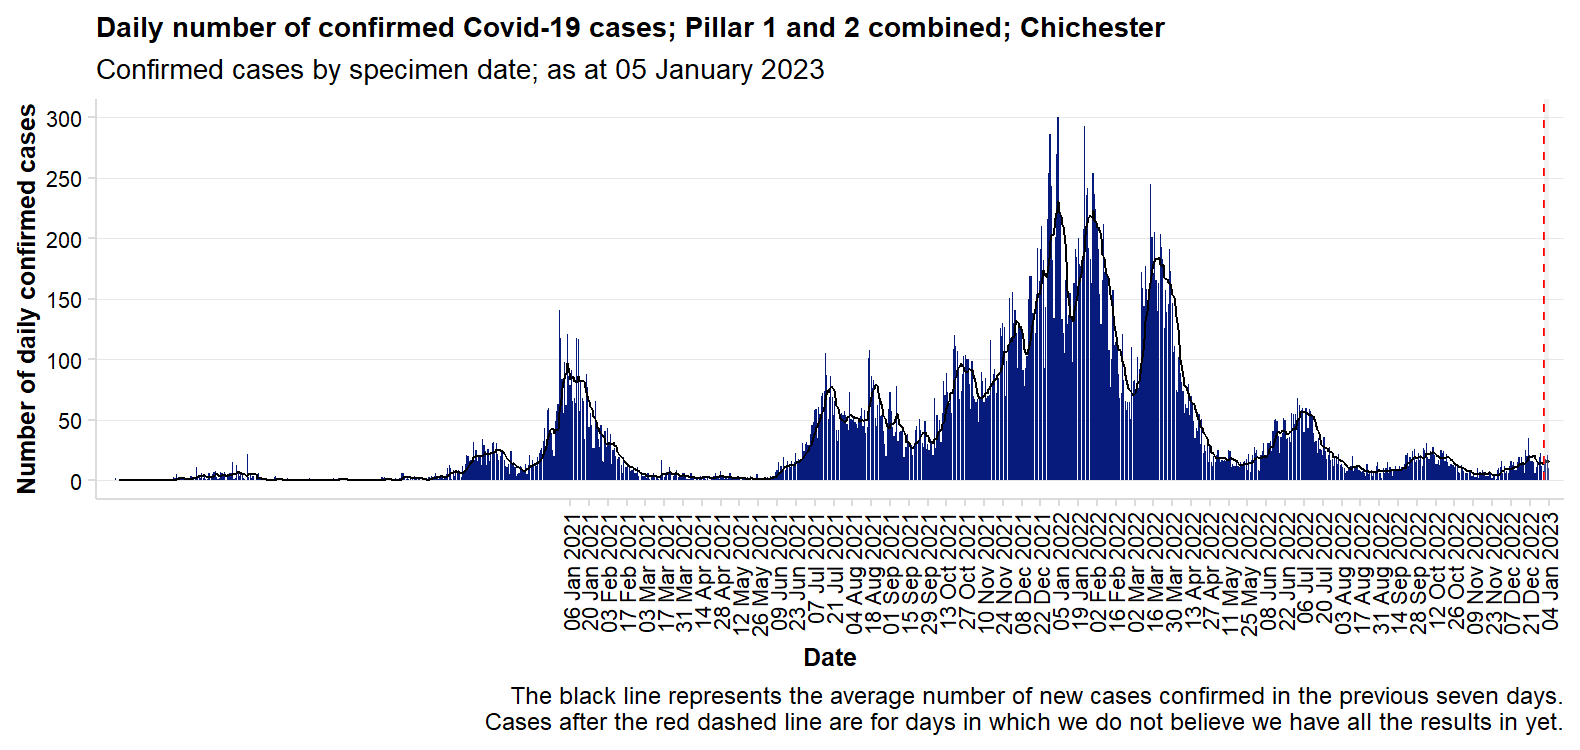 Daily number of confirmed Covid-19 cases; Pillar 1 and 2 combined; Chichester
Confirmed cases by specimen date; as at 05 January 2023
Number of daily confirmed cases
300
250
200
150
100
50
0
06 Jan 2021
20 Jan 2021
03 Feb 2021
17 Feb 2021
03 Mar 2021
17 Mar 2021
31 Mar 2021
14 Apr 2021
28 Apr 2021
12 May 2021
26 May 2021
09 Jun 2021
23 Jun 2021
07 Jul 2021
21 Jul 2021
04 Aug 2021
18 Aug 2021
01 Sep 2021
15 Sep 2021
29 Sep 2021
13 Oct 2021
27 Oct 2021
10 Nov 2021
24 Nov 2021
08 Dec 2021
22 Dec 2021
05 Jan 2022
19 Jan 2022
02 Feb 2022
16 Feb 2022
02 Mar 2022
16 Mar 2022
30 Mar 2022
13 Apr 2022
27 Apr 2022
11 May 2022
25 May 2022
08 Jun 2022
22 Jun 2022
06 Jul 2022
20 Jul 2022
03 Aug 2022
17 Aug 2022
31 Aug 2022
14 Sep 2022
28 Sep 2022
12 Oct 2022
26 Oct 2022
09 Nov 2022
23 Nov 2022
07 Dec 2022
21 Dec 2022
04 Jan 2023
Date
The black line represents the average number of new cases confirmed in the previous seven days.
Cases after the red dashed line are for days in which we do not believe we have all the results in yet.